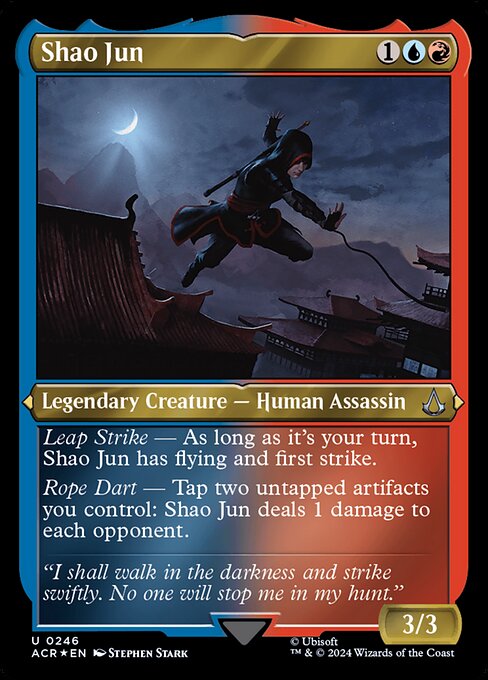 Shao Jun
1
Legendary Creature — Human Assassin
Leap Strike — As long as it's your turn,
Shao Jun has flying and first strike.
Rope Dart — Tap two untapped artifacts
you control: Shao Jun deals 1 damage to
each opponent.
“I shall walk in the darkness and strike
swiftly. No one will stop me in my hunt.”
3/3
U 0246
ACR★EN Stephen Stark
© Ubisoft
™ & © 2024 Wizards of the Coast